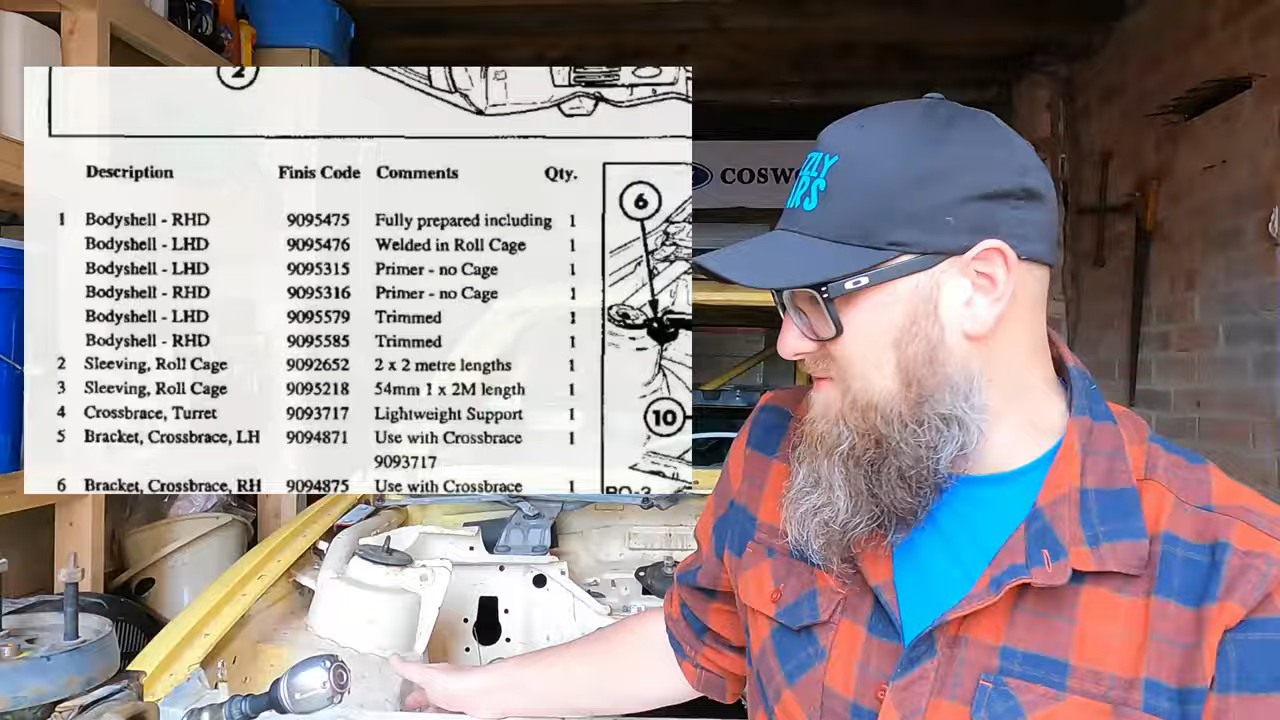 2
Description Finis Code Comments Qty.
1 Bodyshell - RHD 9095475 Fully prepared including 1
Bodyshell - LHD 9095476 Welded in Roll Cage 1
Bodyshell - LHD 9095315 Primer - no Cage 1
Bodyshell - RHD 9095316 Primer - no Cage 1
Bodyshell - LHD 9095579 Trimmed 1
Bodyshell - RHD 9095585 Trimmed 1
2 Sleeving, Roll Cage 9092652 2 x 2 metre lengths 1
3 Sleeving, Roll Cage 9095218 54mm 1 x 2M length 1
4 Crossbrace, Turret 9093717 Lightweight Support 1
5 Bracket, Crossbrace, LH 9094871 Use with Crossbrace 1
9093717
6 Bracket, Crossbrace, RH 9094875 Use with Crossbrace 1
6
10
COSW
ZLY